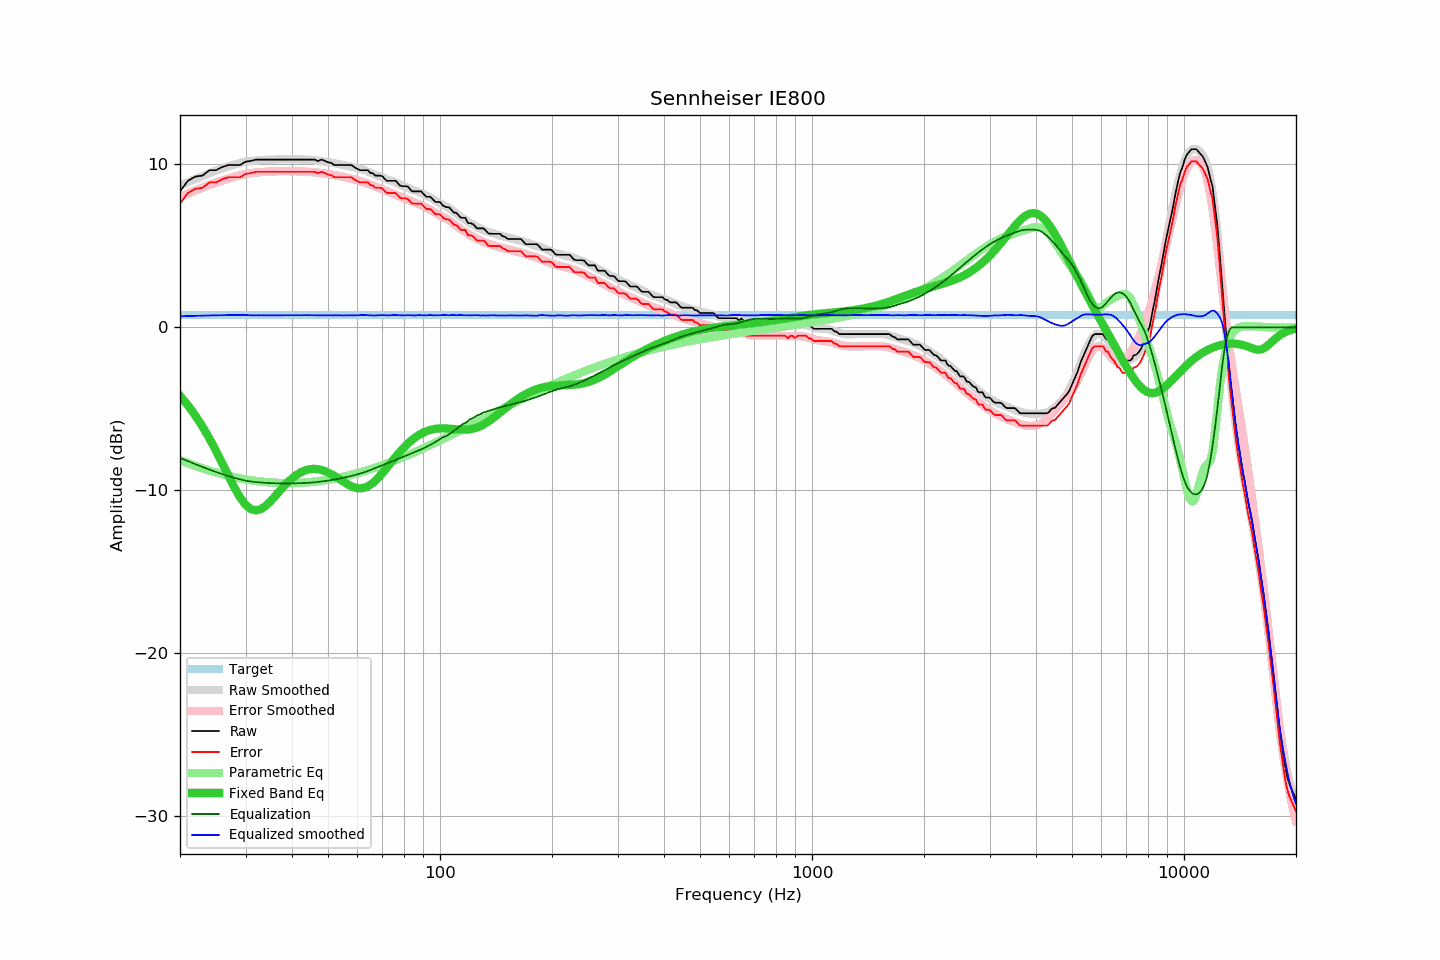 Sennheiser IE800
Amplitude (dBr)
10
0
−10
−20
−30
Target
Raw Smoothed
Error Smoothed
Raw
Error
Parametric Eq
Fixed Band Eq
Equalization
Equalized smoothed
100
1000
10000
Frequency (Hz)